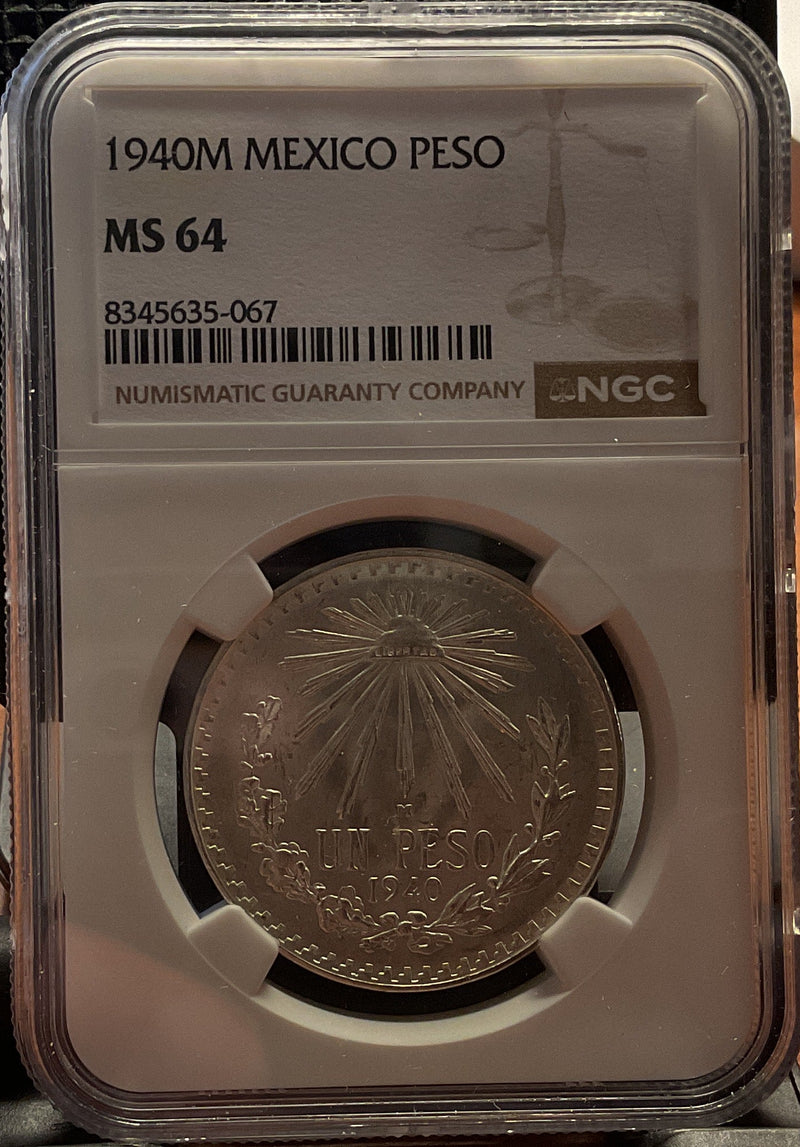 1940M MEXICO PESO
MS 64
8345635-067
NUMISMATIC GUARANTY COMPANY
NGC
LIBERTAD
M
UN PESO
1940